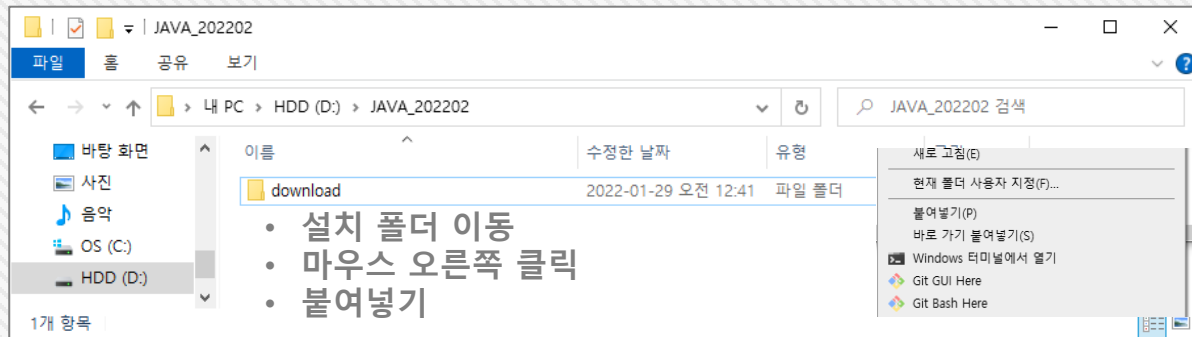 JAVA_202202
파일 홈 공유 보기
내 PC > HDD (D:) > JAVA_202202
JAVA_202202 검색
바탕 화면
사진
음악
OS (C:)
HDD (D:)
이름 수정한 날짜 유형
download 2022-01-29 오전 12:41 파일 폴더
• 설치 폴더 이동
• 마우스 오른쪽 클릭
• 붙여넣기
새로 고침(E)
현재 폴더 사용자 지정(F)...
붙여넣기(P)
바로 가기 붙여넣기(S)
Windows 터미널에서 열기
Git GUI Here
Git Bash Here
1개 항목